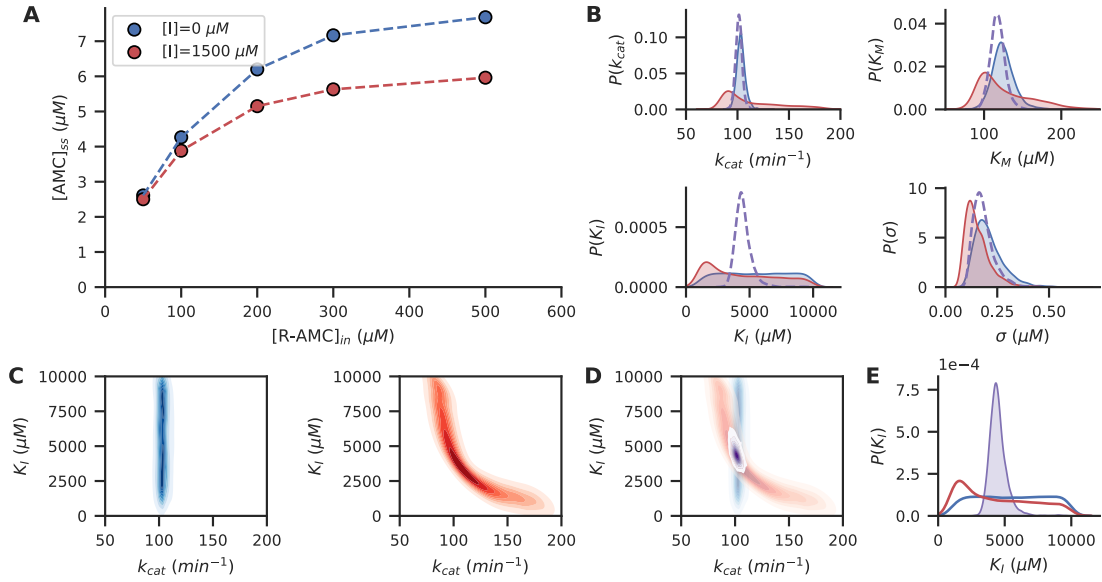 A
[I]=0 μM
[I]=1500 μM
[AMC]ss (μM)
7
6
5
4
3
2
1
0
0 100 200 300 400 500 600
[R-AMC]in (μM)
B
P(kcat)
0.10
0.05
0.00
50 100 150 200
kcat (min⁻¹)
P(KM)
0.04
0.02
0.00
100 200
KM (μM)
P(KI)
0.0005
0.0000
0 5000 10000
KI (μM)
P(σ)
10
5
0
0.00 0.25 0.50
σ (μM)
C
KI (μM)
10000
7500
5000
2500
0
50 100 150 200
kcat (min⁻¹)
KI (μM)
10000
7500
5000
2500
0
50 100 150 200
kcat (min⁻¹)
D
KI (μM)
10000
7500
5000
2500
0
50 100 150 200
kcat (min⁻¹)
E
1e−4
P(KI)
7.5
5.0
2.5
0.0
0 5000 10000
KI (μM)